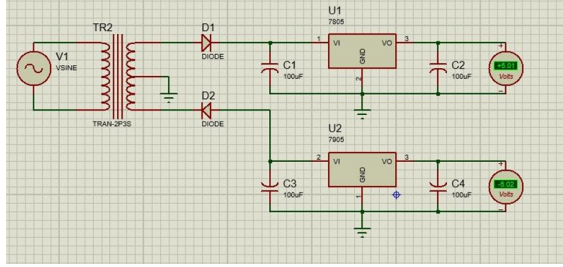 TR2
V1
VSINE
TRAN-2P3S
D1
DIODE
D2
DIODE
C1
100uF
U1
7805
1
VI
VO
3
GND
2
C2
100uF
+
+5.01
Volts
-
C3
100uF
U2
7905
2
VI
VO
3
GND
1
C4
100uF
+
-5.02
Volts
-